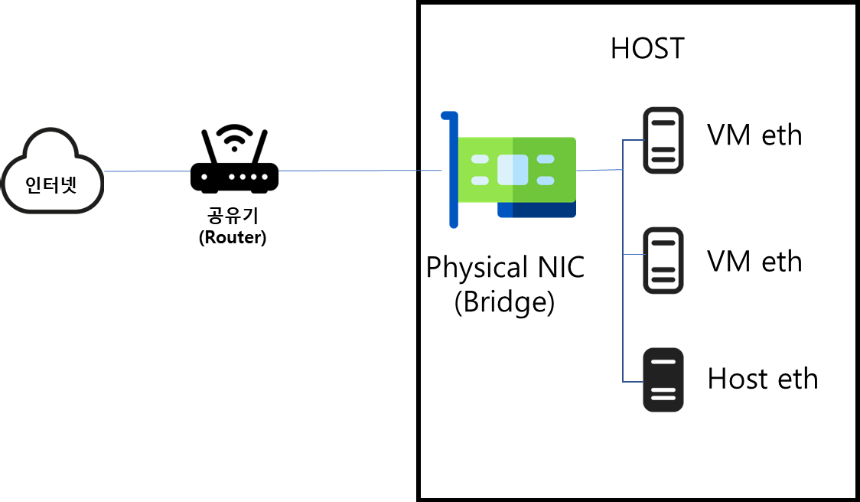 인터넷
공유기
(Router)
HOST
Physical NIC
(Bridge)
VM eth
VM eth
Host eth